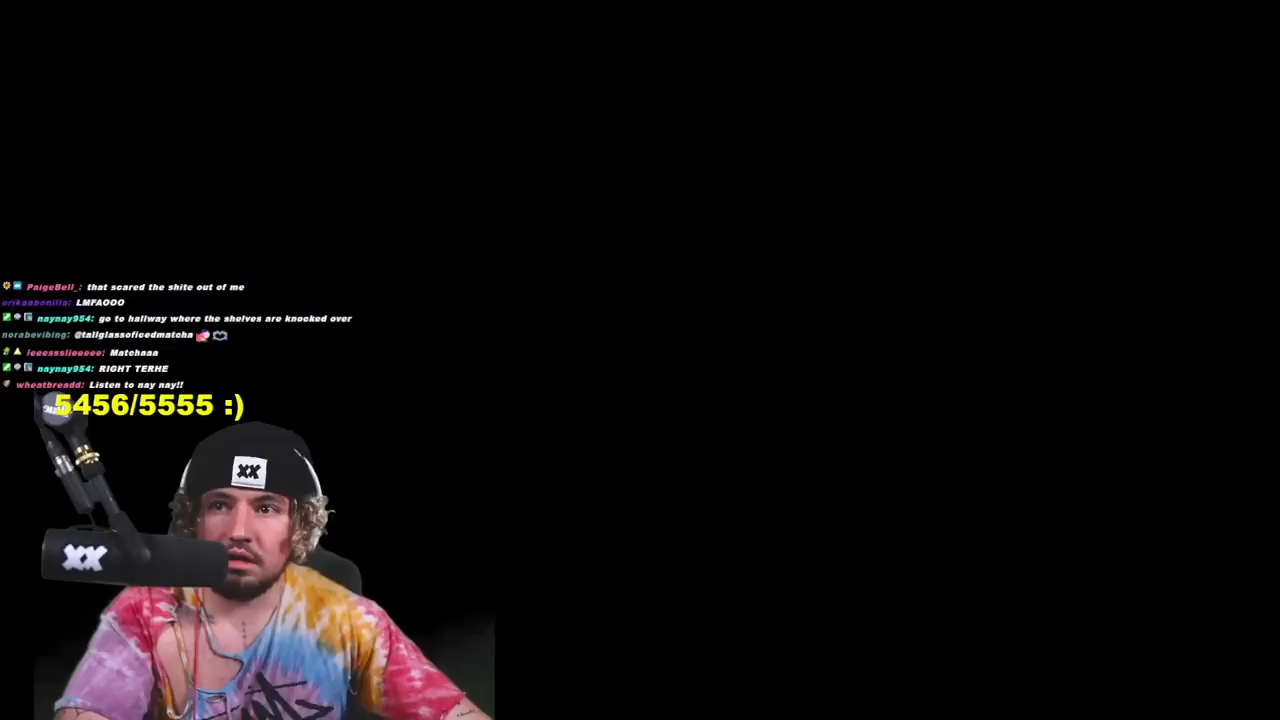 PaigeBell_: that scared the shite out of me
erikaabonilla: LMFAOOO
naynay954: go to hallway where the shelves are knocked over
norabevibing: @tallglassoficedmatcha
leeessslieeeee: Matchaaa
naynay954: RIGHT TERHE
wheatbreadd: Listen to nay nay!!
5456/5555 :)
XX
XX